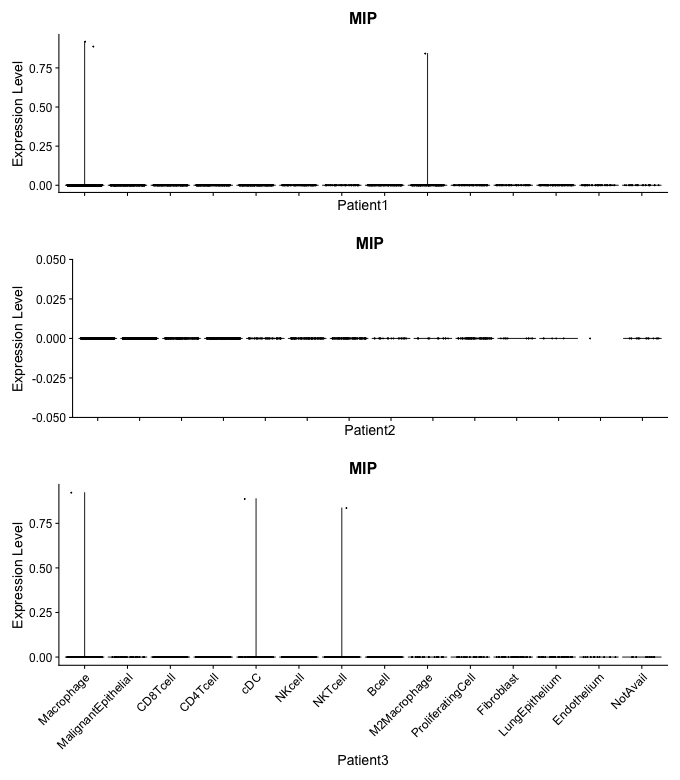 MIP
Expression Level
0.75
0.50
0.25
0.00
Patient1
MIP
Expression Level
0.050
0.025
0.000
-0.025
-0.050
Patient2
MIP
Expression Level
0.75
0.50
0.25
0.00
Macrophage
MalignantEpithelial
CD8Tcell
CD4Tcell
cDC
NKcell
NKTcell
Bcell
M2Macrophage
ProliferatingCell
Fibroblast
LungEpithelium
Endothelium
NotAvail
Patient3